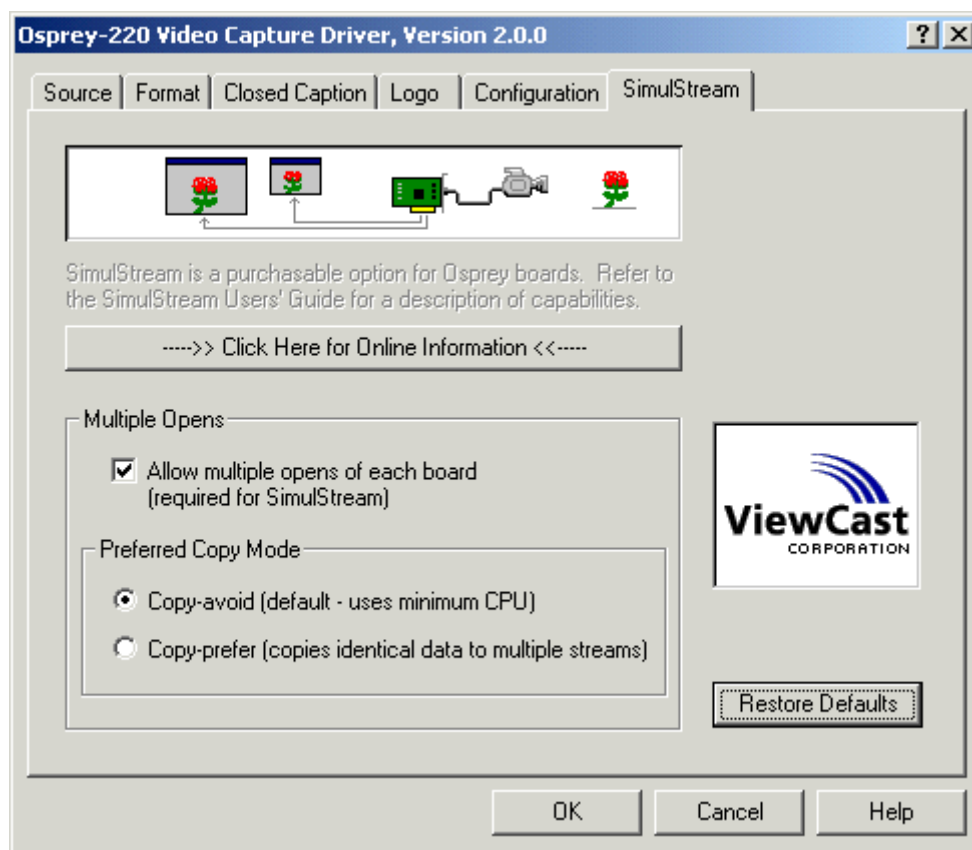 Osprey-220 Video Capture Driver, Version 2.0.0
Source Format Closed Caption Logo Configuration SimulStream
SimulStream is a purchasable option for Osprey boards. Refer to
the SimulStream Users' Guide for a description of capabilities.
----->> Click Here for Online Information <<-----
Multiple Opens
Allow multiple opens of each board
(required for SimulStream)
Preferred Copy Mode
Copy-avoid (default - uses minimum CPU)
Copy-prefer (copies identical data to multiple streams)
ViewCast
CORPORATION
Restore Defaults
OK Cancel Help